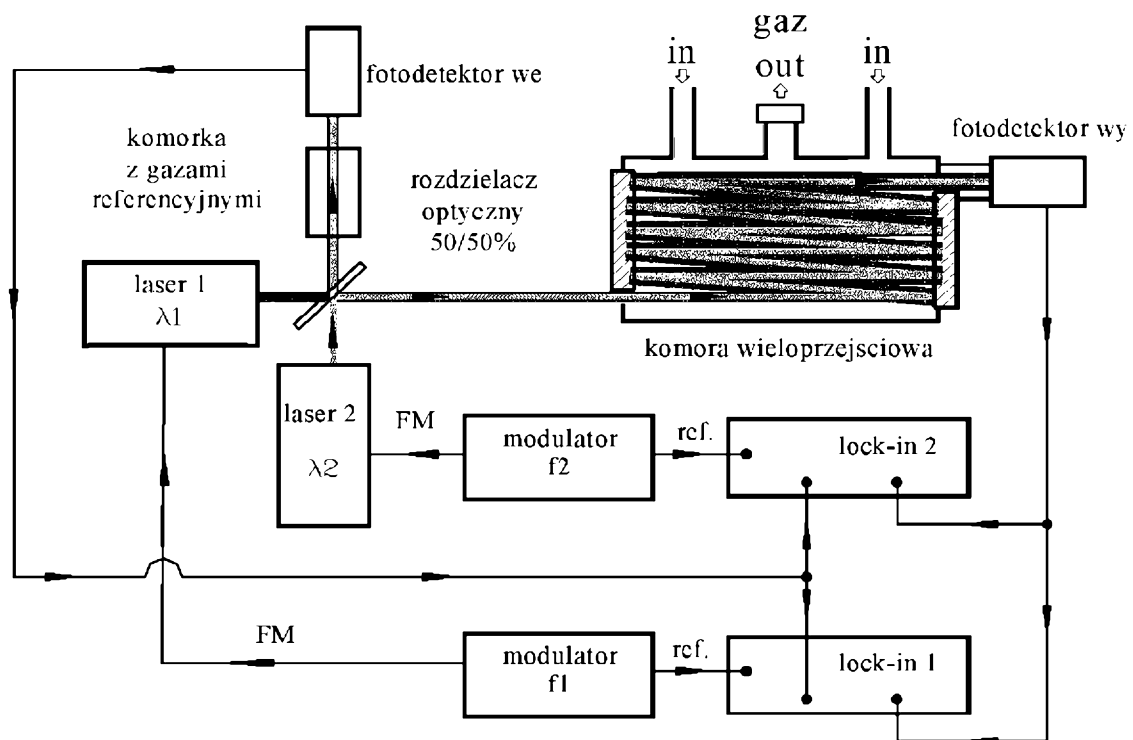 gaz
in
out
in
fotodetektor we
fotodetektor wy
komorka
z gazami
referencyjnymi
rozdzielacz
optyczny
50/50%
laser 1
λ1
komora wieloprzejsciowa
laser 2
λ2
FM
modulator
f2
ref.
lock-in 2
FM
modulator
f1
ref.
lock-in 1